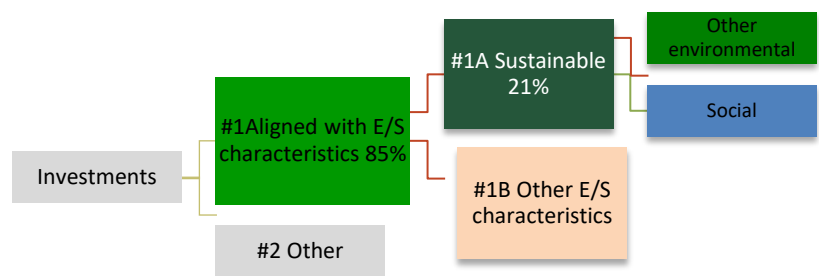 Investments
#1Aligned with E/S
characteristics 85%
#2 Other
#1A Sustainable
21%
#1B Other E/S
characteristics
Other
environmental
Social